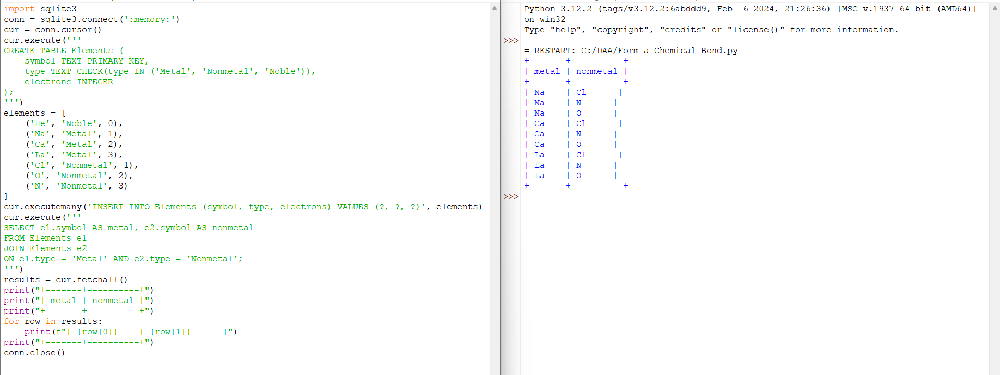 import sqlite3
conn = sqlite3.connect(':memory:')
cur = conn.cursor()
cur.execute('''
CREATE TABLE Elements (
    symbol TEXT PRIMARY KEY,
    type TEXT CHECK(type IN ('Metal', 'Nonmetal', 'Noble')),
    electrons INTEGER
);
''')
elements = [
    ('He', 'Noble', 0),
    ('Na', 'Metal', 1),
    ('Ca', 'Metal', 2),
    ('La', 'Metal', 3),
    ('Cl', 'Nonmetal', 1),
    ('O', 'Nonmetal', 2),
    ('N', 'Nonmetal', 3)
]
cur.executemany('INSERT INTO Elements (symbol, type, electrons) VALUES (?, ?, ?)', elements)
cur.execute('''
SELECT e1.symbol AS metal, e2.symbol AS nonmetal
FROM Elements e1
JOIN Elements e2
ON e1.type = 'Metal' AND e2.type = 'Nonmetal';
''')
results = cur.fetchall()
print("+-------+----------+")
print("| metal | nonmetal |")
print("+-------+----------+")
for row in results:
    print(f"| {row[0]}    | {row[1]}      |")
print("+-------+----------+")
conn.close()
Python 3.12.2 (tags/v3.12.2:6abddd9, Feb  6 2024, 21:26:36) [MSC v.1937 64 bit (AMD64)]
on win32
Type "help", "copyright", "credits" or "license()" for more information.
>>>
= RESTART: C:/DAA/Form a Chemical Bond.py
+-------+----------+
| metal | nonmetal |
+-------+----------+
| Na    | Cl      |
| Na    | N      |
| Na    | O      |
| Ca    | Cl      |
| Ca    | N      |
| Ca    | O      |
| La    | Cl      |
| La    | N      |
| La    | O      |
+-------+----------+
>>>